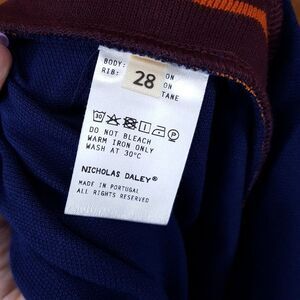 BODY:
RIB:
28
ON
ON
TANE
30
P
DO NOT BLEACH
WARM IRON ONLY
WASH AT 30°C
NICHOLAS DALEY®
MADE IN PORTUGAL
ALL RIGHTS RESERVED